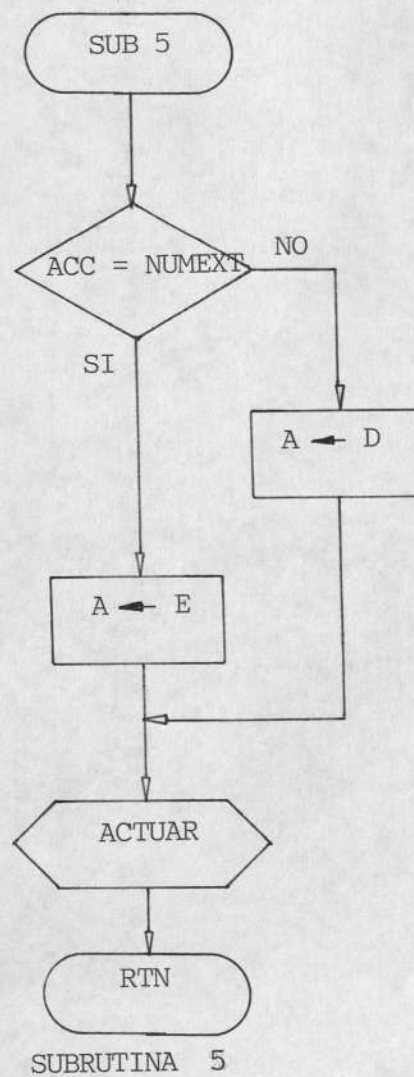 SUB 5
ACC = NUMEXT
NO
SI
A ← D
A ← E
ACTUAR
RTN
SUBRUTINA 5